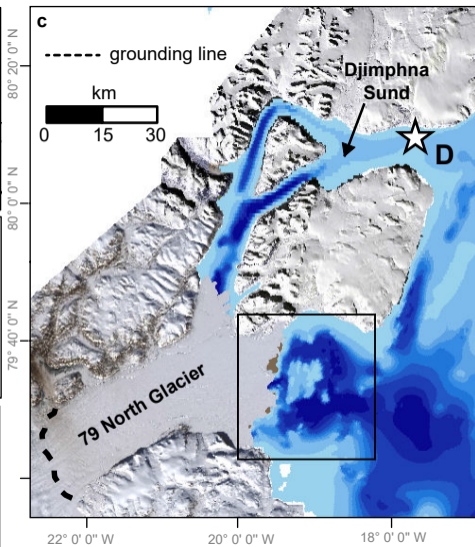 c
grounding line
km
0 15 30
Djimphna
Sund
D
79 North Glacier
80° 20' 0" N
80° 0' 0" N
79° 40' 0" N
22° 0' 0" W
20° 0' 0" W
18° 0' 0" W